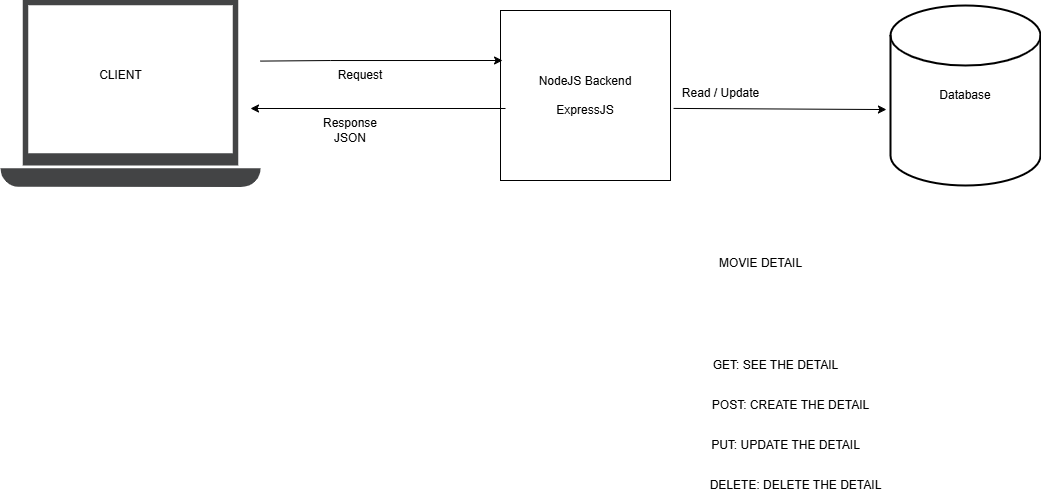 CLIENT
Request
Response
JSON
NodeJS Backend
ExpressJS
Read / Update
Database
MOVIE DETAIL
GET: SEE THE DETAIL
POST: CREATE THE DETAIL
PUT: UPDATE THE DETAIL
DELETE: DELETE THE DETAIL